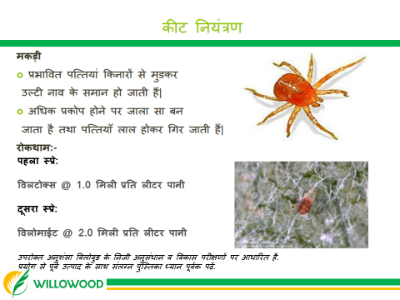 कीट नियंत्रण
मकड़ी
प्रभावित पत्तियां किनारों से मुड़कर
उल्टी नाव के समान हो जाती हैं|
अधिक प्रकोप होने पर जाला सा बन
जाता है तथा पत्तियाँ लाल होकर गिर जाती हैं|
रोकथाम:-
पहला स्प्रे:
विलटोक्स @ 1.0 मिली प्रति लीटर पानी
दूसरा स्प्रे:
विलोमाईट @ 2.0 मिली प्रति लीटर पानी
उपरोक्त अनुशंसा विलोवुड के निजी अनुसंधान व विकास परीक्षणों पर आधारित है.
प्रयोग से पूर्व उत्पाद के साथ संलग्न पुस्तिका ध्यान पूर्वक पढ़ें.
WILLOWOOD